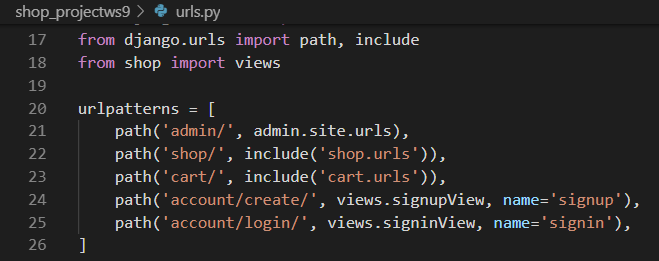 shop_projectws9 > urls.py
17 from django.urls import path, include
18 from shop import views
19
20 urlpatterns = [
21     path('admin/', admin.site.urls),
22     path('shop/', include('shop.urls')),
23     path('cart/', include('cart.urls')),
24     path('account/create/', views.signupView, name='signup'),
25     path('account/login/', views.signinView, name='signin'),
26 ]